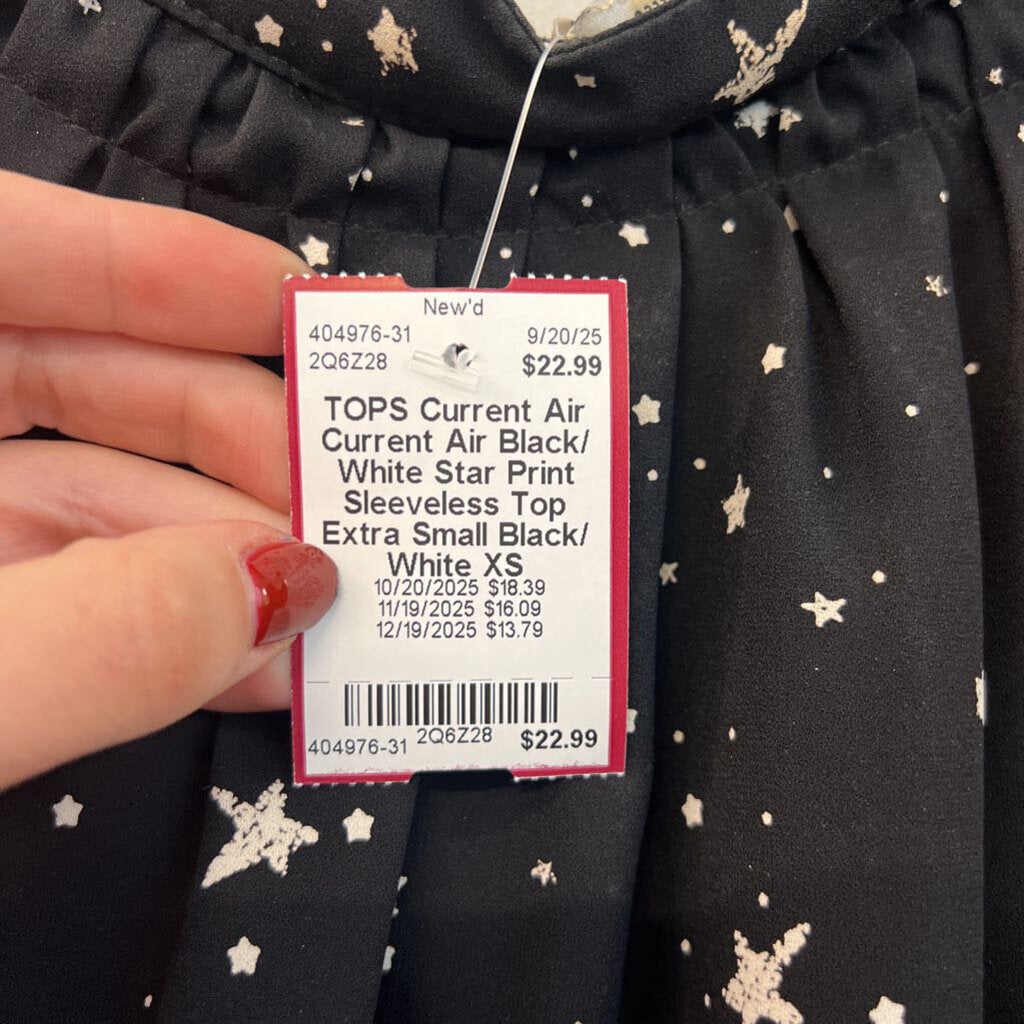 New'd
404976-31 9/20/25
2Q6Z28 $22.99
TOPS Current Air
Current Air Black/
White Star Print
Sleeveless Top
Extra Small Black/
White XS
10/20/2025 $18.39
11/19/2025 $16.09
12/19/2025 $13.79
404976-31 2Q6Z28 $22.99